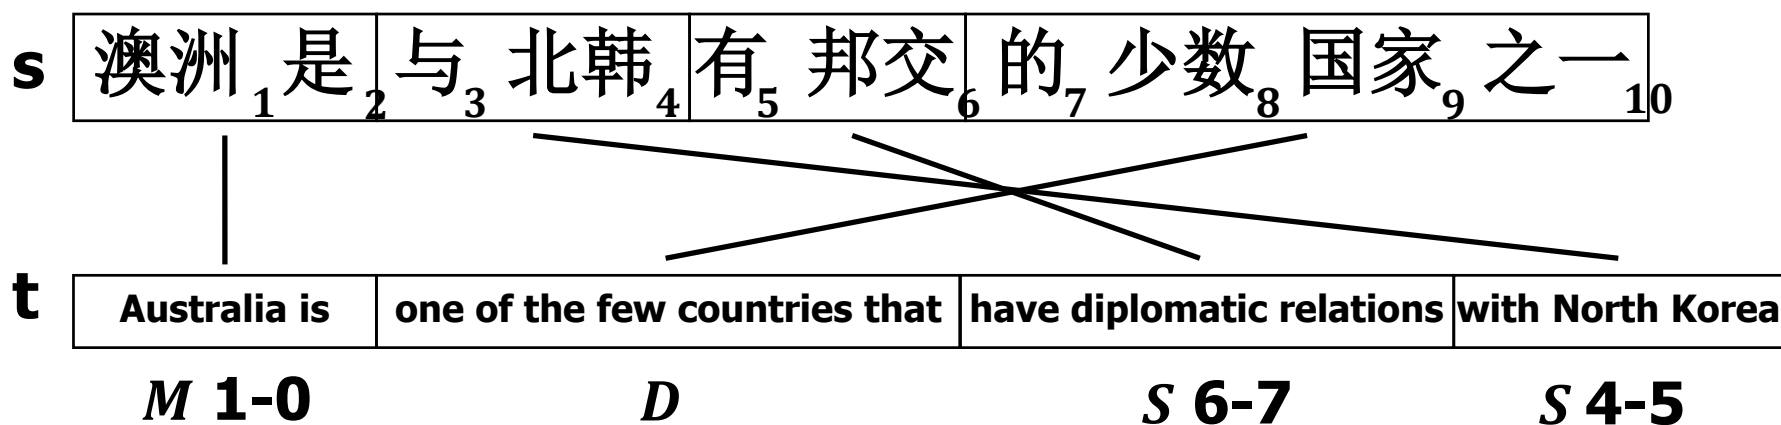 s 澳洲 1 是 2 与 3 北韩 4 有 5 邦交 6 的 7 少数 8 国家 9 之一 10
t Australia is one of the few countries that have diplomatic relations with North Korea
M 1-0 D S 6-7 S 4-5